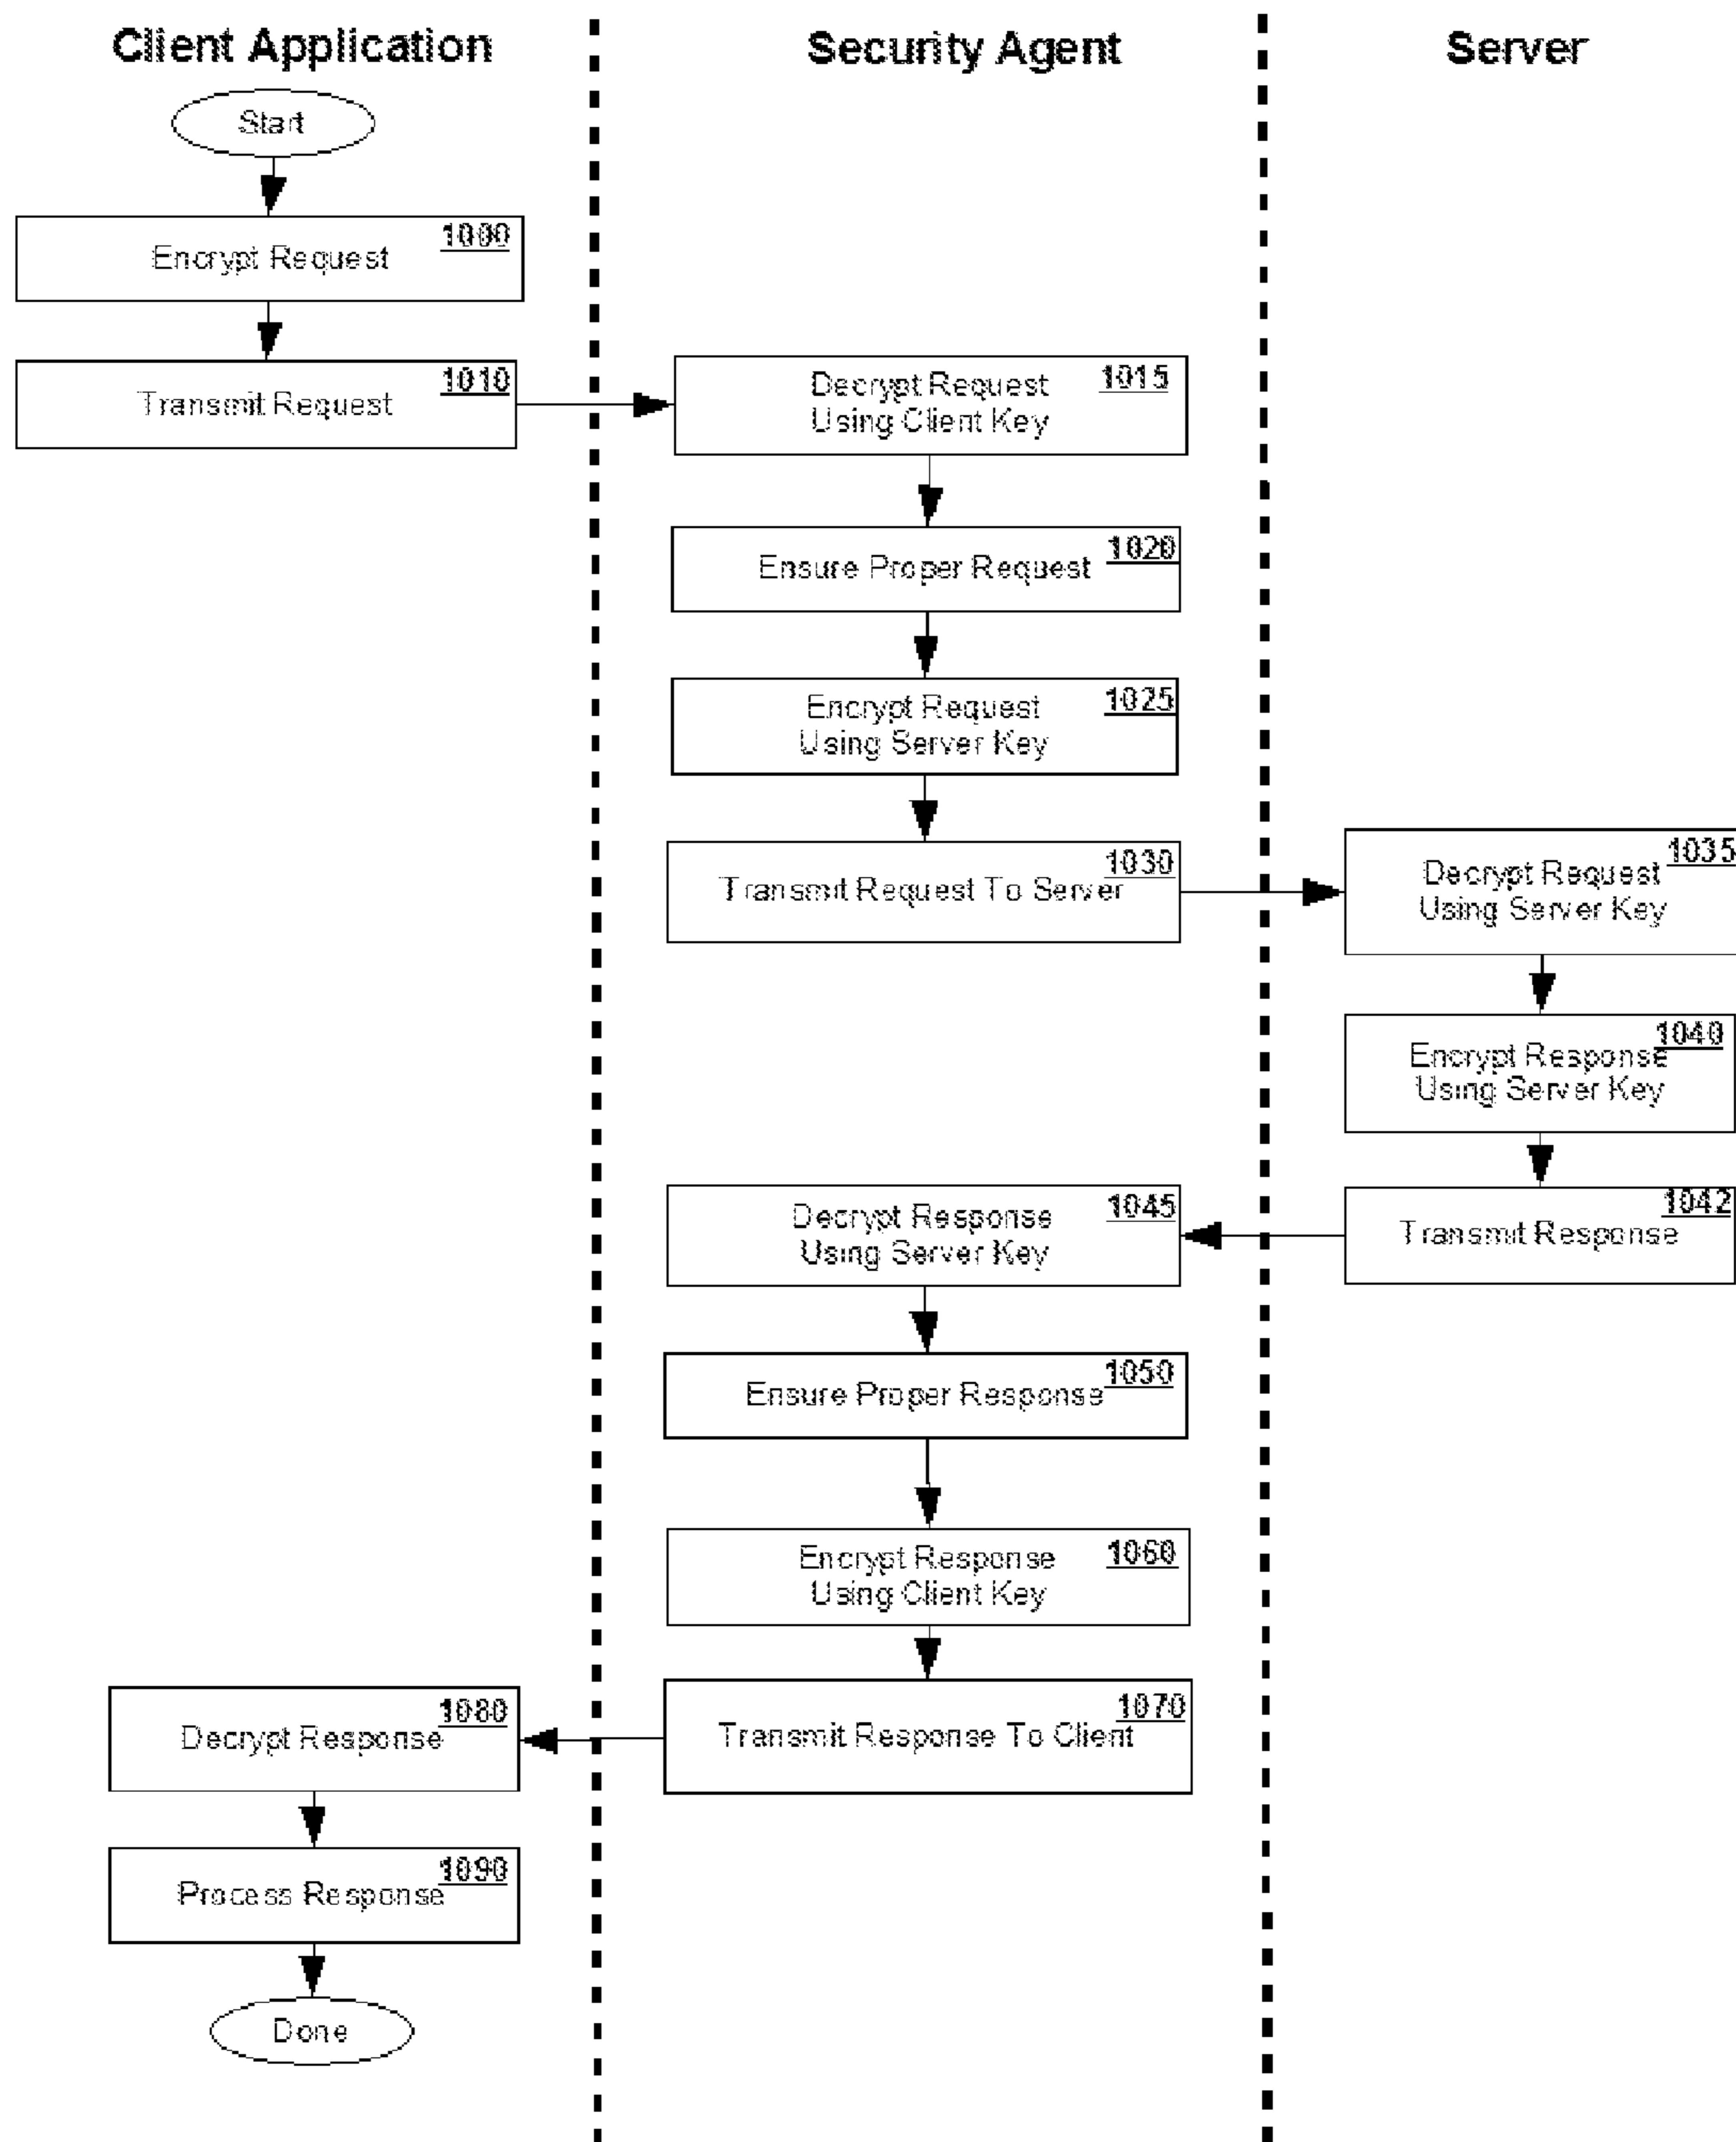 Client Application
Security Agent
Server
Start
1000
Encrypt Request
1010
Transmit Request
1015
Decrypt Request
Using Client Key
1020
Ensure Proper Request
1025
Encrypt Request
Using Server Key
1030
Transmit Request To Server
1035
Decrypt Request
Using Server Key
1040
Encrypt Response
Using Server Key
1042
Transmit Response
1045
Decrypt Response
Using Server Key
1050
Ensure Proper Response
1060
Encrypt Response
Using Client Key
1070
Transmit Response To Client
1080
Decrypt Response
1090
Process Response
Done